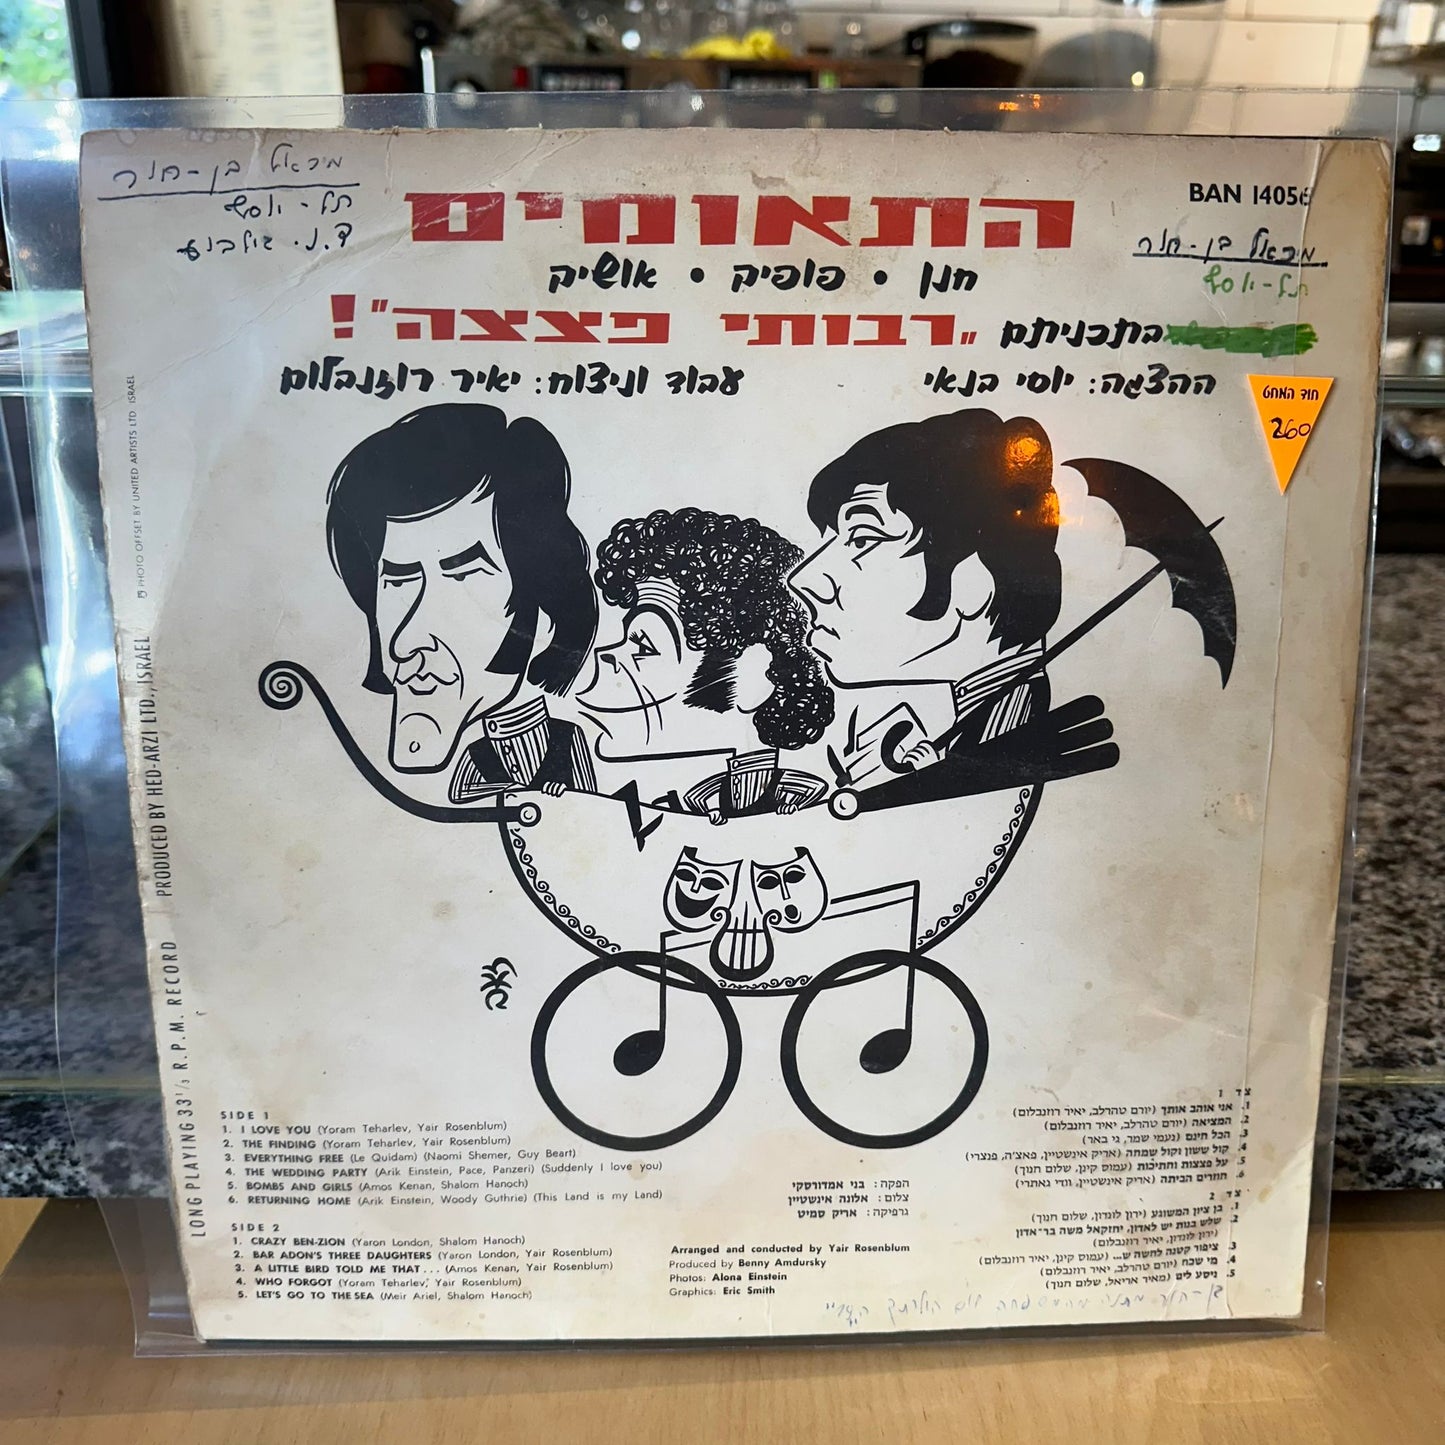 מיכאל בן-חור
תל-יוסף
ד.נ. גילבוע
BAN 14056
מיכאל בן-חור
תל-יוסף
התאומים
חנן • פופיק • אושיק
בתכניתם "רבותי פצצה"!
ההצגה: יוסי בנאי
עבוד וניצוח: יאיר רוזנבלום
חוד המחט
260
PHOTO OFFSET BY UNITED ARTISTS LTD. ISRAEL
PRODUCED BY HED-ARZI LTD., ISRAEL
LONG PLAYING 33 1/3 R.P.M. RECORD
SIDE 1
1. I LOVE YOU (Yoram Teharlev, Yair Rosenblum)
2. THE FINDING (Yoram Teharlev, Yair Rosenblum)
3. EVERYTHING FREE (Le Quidam) (Naomi Shemer, Guy Beart)
4. THE WEDDING PARTY (Arik Einstein, Pace, Panzeri) (Suddenly I love you)
5. BOMBS AND GIRLS (Amos Kenan, Shalom Hanoch)
6. RETURNING HOME (Arik Einstein, Woody Guthrie) (This Land is my Land)
SIDE 2
1. CRAZY BEN-ZION (Yaron London, Shalom Hanoch)
2. BAR ADON'S THREE DAUGHTERS (Yaron London, Yair Rosenblum)
3. A LITTLE BIRD TOLD ME THAT . . . (Amos Kenan, Yair Rosenblum)
4. WHO FORGOT (Yoram Teharlev, Yair Rosenblum)
5. LET'S GO TO THE SEA (Meir Ariel, Shalom Hanoch)
הפקה: בני אמדורסקי
צלום: אלונה אינשטיין
גרפיקה: אריק סמיט
Arranged and conducted by Yair Rosenblum
Produced by Benny Amdursky
Photos: Alona Einstein
Graphics: Eric Smith
צד 1
1. אני אוהב אותך (יורם טהרלב, יאיר רוזנבלום)
2. המציאה (יורם טהרלב, יאיר רוזנבלום)
3. הכל חינם (נעמי שמר, גי באר)
4. קול ששון וקול שמחה (אריק אינשטיין, פאצ'ה, פנצרי)
5. על פצצות וחתיכות (עמוס קינן, שלום חנוך)
6. חוזרים הביתה (אריק אינשטיין, וודי גאתרי)
צד 2
1. בן ציון המשוגע (ירון לונדון, שלום חנוך)
2. שלש בנות יש לאדון, יחזקאל משה בר־אדון
(ירון לונדון, יאיר רוזנבלום)
3. ציפור קטנה לחשה ש... (עמוס קינן, יאיר רוזנבלום)
4. מי שכח (יורם טהרלב, יאיר רוזנבלום)
5. ניסע לים (מאיר אריאל, שלום חנוך)
מתנה מהמשפחה יום הולדתך